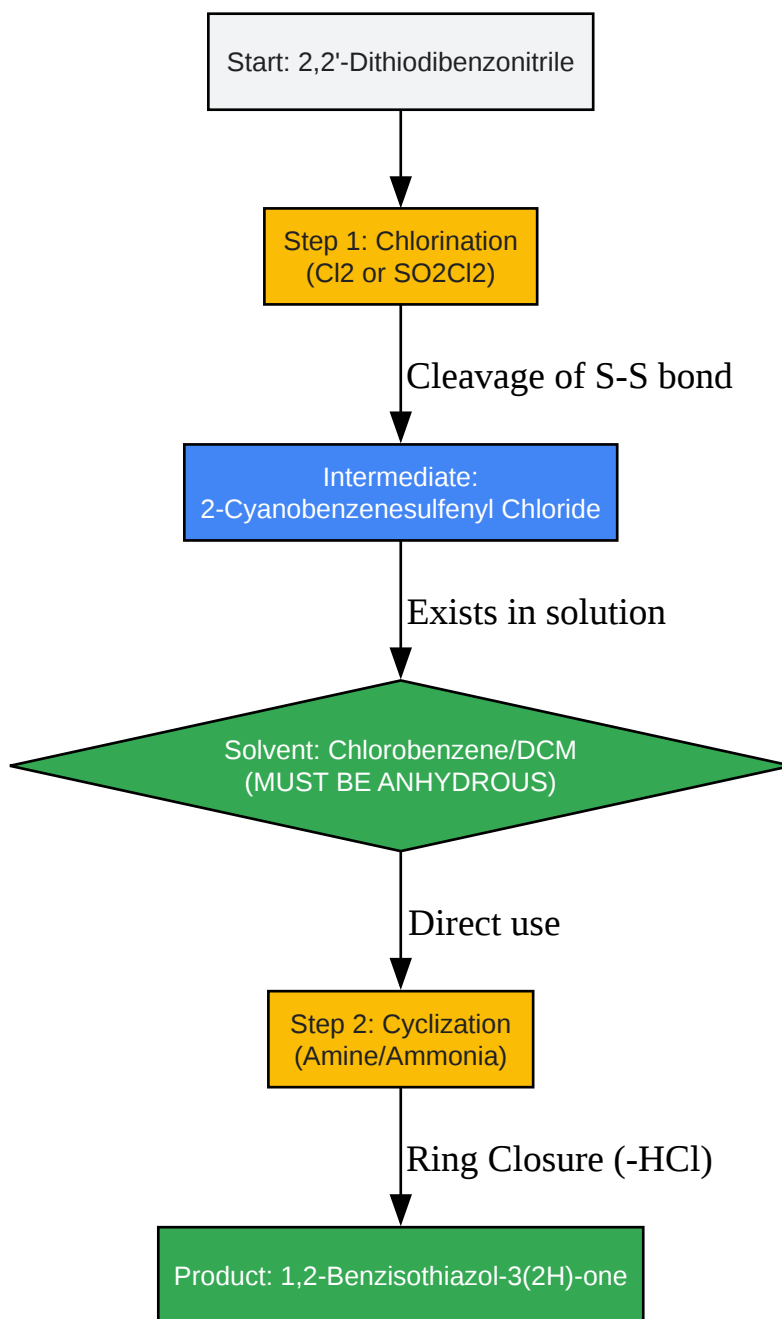 Start: 2,2'-Dithiodibenzonitrile
Step 1: Chlorination
(Cl2 or SO2Cl2)
Cleavage of S-S bond
Intermediate:
2-Cyanobenzenesulfenyl Chloride
Exists in solution
Solvent: Chlorobenzene/DCM
(MUST BE ANHYDROUS)
Direct use
Step 2: Cyclization
(Amine/Ammonia)
Ring Closure (-HCl)
Product: 1,2-Benzisothiazol-3(2H)-one